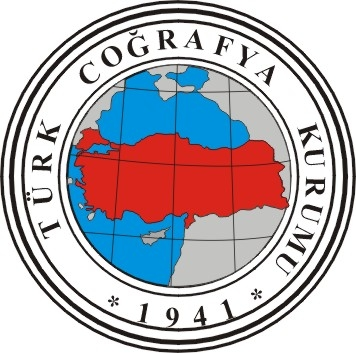 TÜRK COĞRAFYA KURUMU
* 1941 *